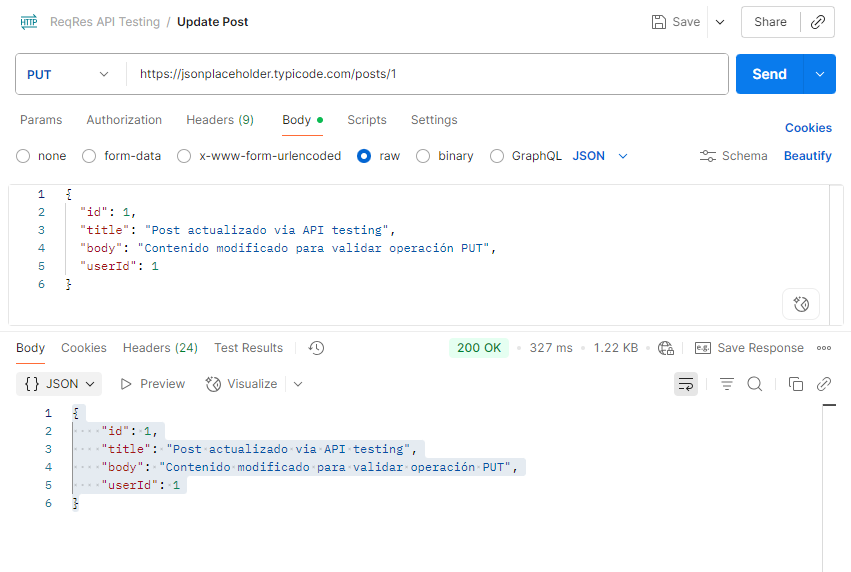 HTTP ReqRes API Testing / Update Post Save Share
PUT https://jsonplaceholder.typicode.com/posts/1 Send
Params Authorization Headers (9) Body Scripts Settings Cookies
none form-data x-www-form-urlencoded raw binary GraphQL JSON Schema Beautify
1 {
2 "id": 1,
3 "title": "Post actualizado via API testing",
4 "body": "Contenido modificado para validar operación PUT",
5 "userId": 1
6 }
Body Cookies Headers (24) Test Results 200 OK 327 ms 1.22 KB e.g. Save Response
{} JSON Preview Visualize
1 {
2 "id": 1,
3 "title": "Post actualizado via API testing",
4 "body": "Contenido modificado para validar operación PUT",
5 "userId": 1
6 }